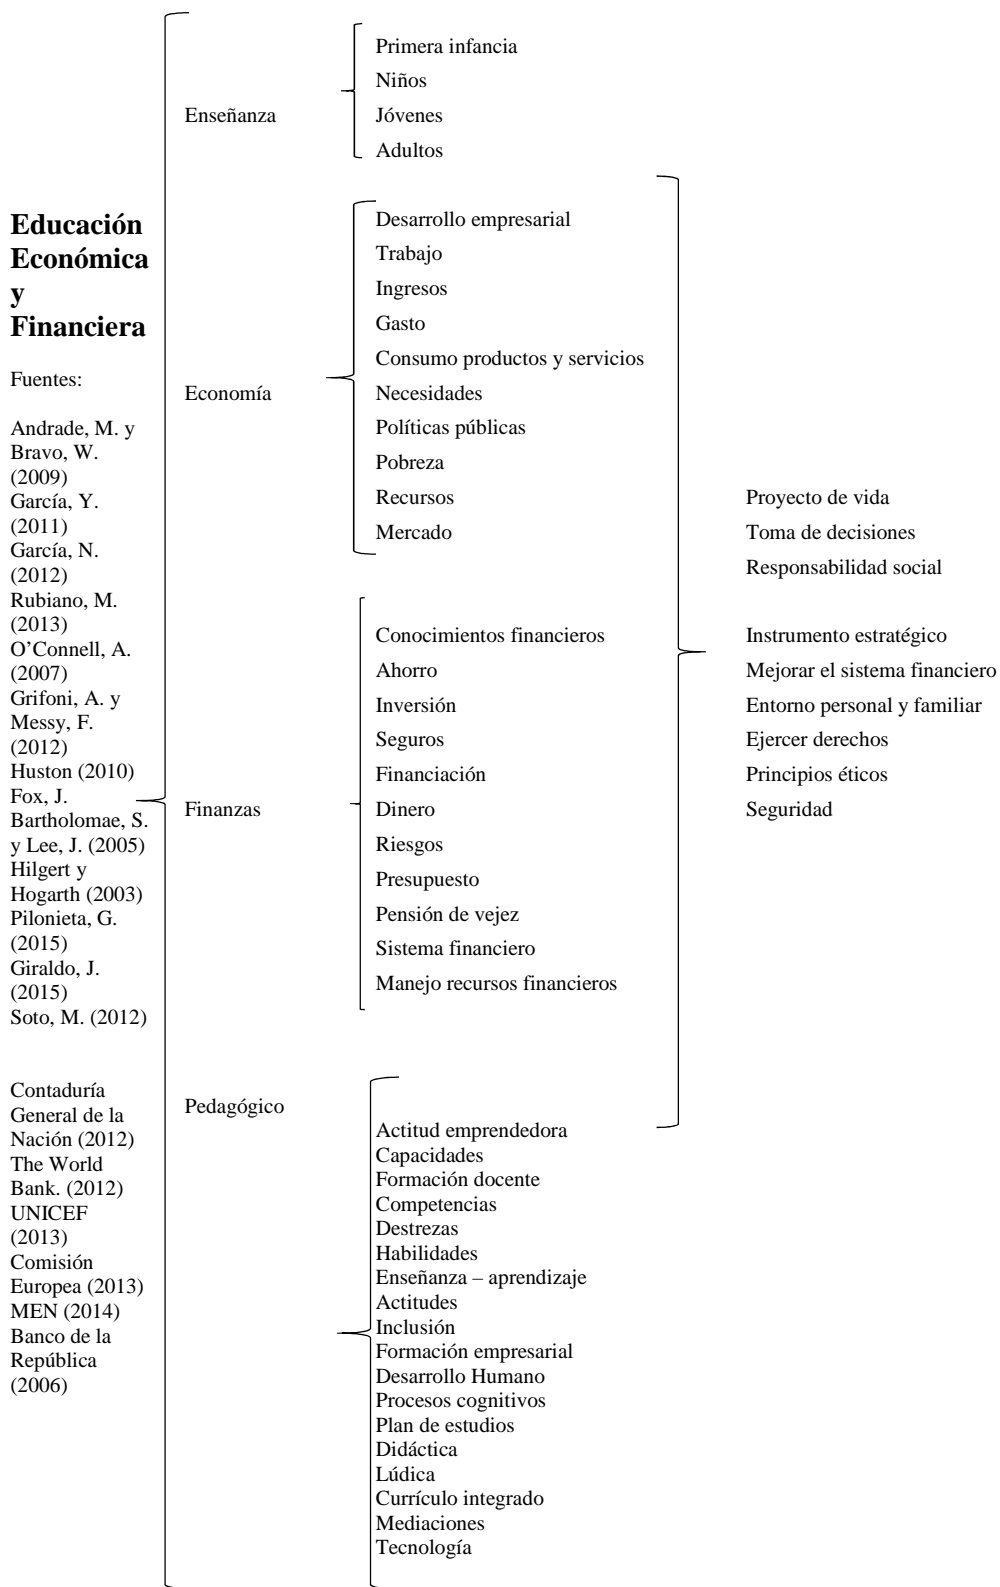 Educación
Económica
y
Financiera
Fuentes:
Andrade, M. y
Bravo, W.
(2009)
García, Y.
(2011)
García, N.
(2012)
Rubiano, M.
(2013)
O’Connell, A.
(2007)
Grifoni, A. y
Messy, F.
(2012)
Huston (2010)
Fox, J.
Bartholomae, S.
y Lee, J. (2005)
Hilgert y
Hogarth (2003)
Pilonieta, G.
(2015)
Giraldo, J.
(2015)
Soto, M. (2012)
Contaduría
General de la
Nación (2012)
The World
Bank. (2012)
UNICEF
(2013)
Comisión
Europea (2013)
MEN (2014)
Banco de la
República
(2006)
Enseñanza
Primera infancia
Niños
Jóvenes
Adultos
Economía
Desarrollo empresarial
Trabajo
Ingresos
Gasto
Consumo productos y servicios
Necesidades
Políticas públicas
Pobreza
Recursos
Mercado
Finanzas
Conocimientos financieros
Ahorro
Inversión
Seguros
Financiación
Dinero
Riesgos
Presupuesto
Pensión de vejez
Sistema financiero
Manejo recursos financieros
Pedagógico
Actitud emprendedora
Capacidades
Formación docente
Competencias
Destrezas
Habilidades
Enseñanza – aprendizaje
Actitudes
Inclusión
Formación empresarial
Desarrollo Humano
Procesos cognitivos
Plan de estudios
Didáctica
Lúdica
Currículo integrado
Mediaciones
Tecnología
Proyecto de vida
Toma de decisiones
Responsabilidad social
Instrumento estratégico
Mejorar el sistema financiero
Entorno personal y familiar
Ejercer derechos
Principios éticos
Seguridad